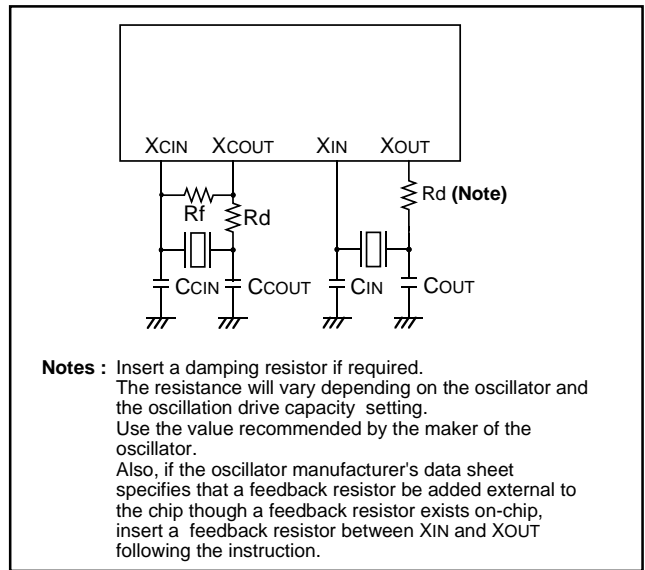 XCIN XCOUT XIN XOUT
Rf Rd Rd (Note)
CCIN CCOUT CIN COUT
Notes : Insert a damping resistor if required.
The resistance will vary depending on the oscillator and
the oscillation drive capacity setting.
Use the value recommended by the maker of the
oscillator.
Also, if the oscillator manufacturer's data sheet
specifies that a feedback resistor be added external to
the chip though a feedback resistor exists on-chip,
insert a feedback resistor between XIN and XOUT
following the instruction.